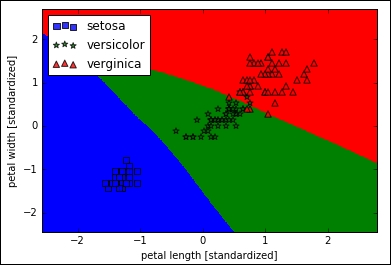 setosa
versicolor
verginica
petal width [standardized]
2
1
0
−1
−2
−2
−1
0
1
2
petal length [standardized]